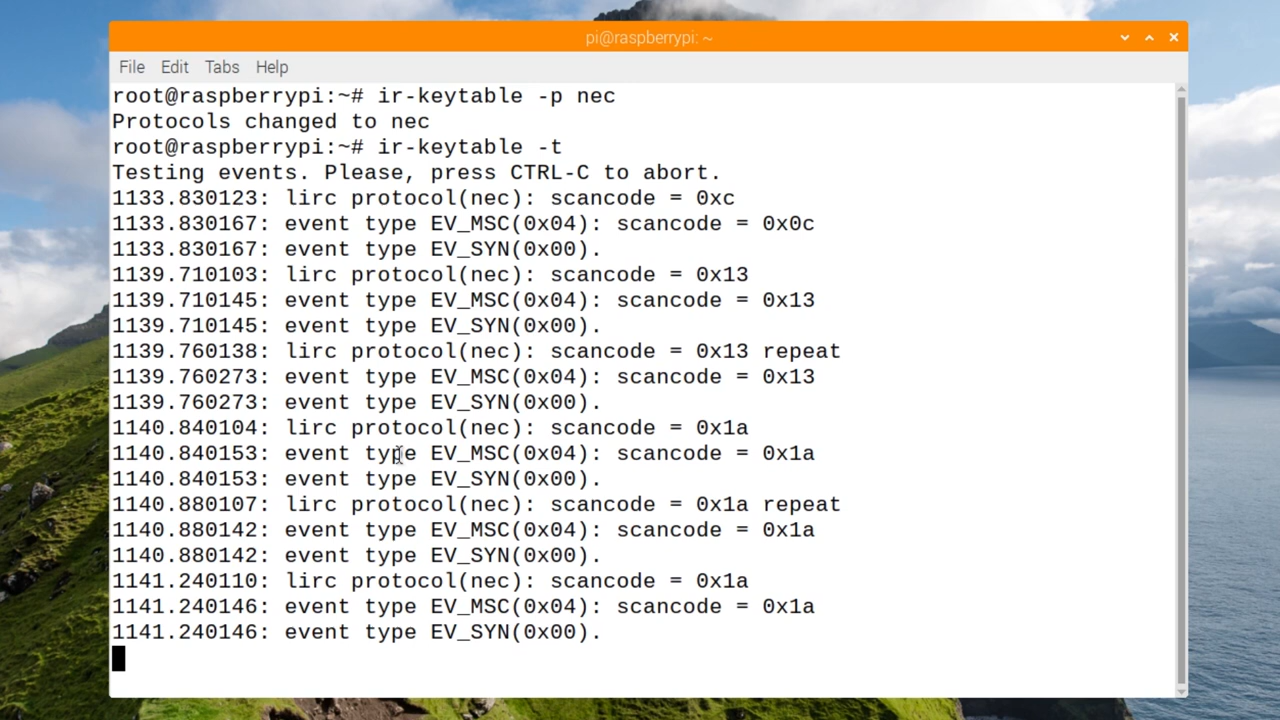 pi@raspberrypi: ~
File Edit Tabs Help
root@raspberrypi:~# ir-keytable -p nec
Protocols changed to nec
root@raspberrypi:~# ir-keytable -t
Testing events. Please, press CTRL-C to abort.
1133.830123: lirc protocol(nec): scancode = 0xc
1133.830167: event type EV_MSC(0x04): scancode = 0x0c
1133.830167: event type EV_SYN(0x00).
1139.710103: lirc protocol(nec): scancode = 0x13
1139.710145: event type EV_MSC(0x04): scancode = 0x13
1139.710145: event type EV_SYN(0x00).
1139.760138: lirc protocol(nec): scancode = 0x13 repeat
1139.760273: event type EV_MSC(0x04): scancode = 0x13
1139.760273: event type EV_SYN(0x00).
1140.840104: lirc protocol(nec): scancode = 0x1a
1140.840153: event type EV_MSC(0x04): scancode = 0x1a
1140.840153: event type EV_SYN(0x00).
1140.880107: lirc protocol(nec): scancode = 0x1a repeat
1140.880142: event type EV_MSC(0x04): scancode = 0x1a
1140.880142: event type EV_SYN(0x00).
1141.240110: lirc protocol(nec): scancode = 0x1a
1141.240146: event type EV_MSC(0x04): scancode = 0x1a
1141.240146: event type EV_SYN(0x00).